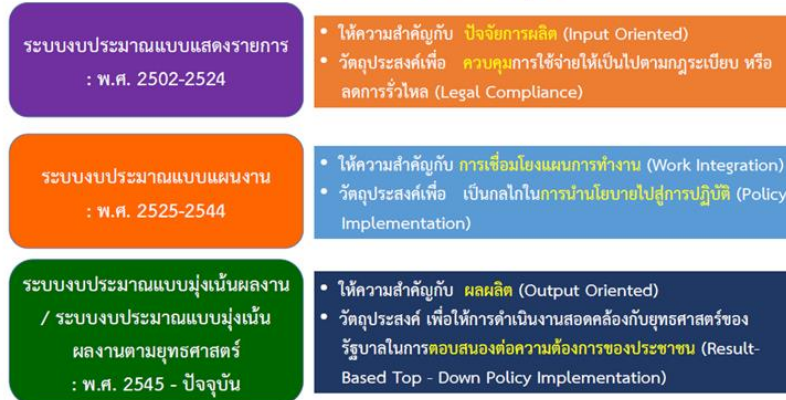 ระบบงบประมาณแบบแสดงรายการ
: พ.ศ. 2502-2524
• ให้ความสำคัญกับ ปัจจัยการผลิต (Input Oriented)
• วัตถุประสงค์เพื่อ ควบคุมการใช้จ่ายให้เป็นไปตามกฎระเบียบ หรือ
ลดการรั่วไหล (Legal Compliance)
ระบบงบประมาณแบบแผนงาน
: พ.ศ. 2525-2544
• ให้ความสำคัญกับ การเชื่อมโยงแผนการทำงาน (Work Integration)
• วัตถุประสงค์เพื่อ เป็นกลไกในการนำนโยบายไปสู่การปฏิบัติ (Policy
Implementation)
ระบบงบประมาณแบบมุ่งเน้นผลงาน
/ ระบบงบประมาณแบบมุ่งเน้น
ผลงานตามยุทธศาสตร์
: พ.ศ. 2545 - ปัจจุบัน
• ให้ความสำคัญกับ ผลผลิต (Output Oriented)
• วัตถุประสงค์ เพื่อให้การดำเนินงานสอดคล้องกับยุทธศาสตร์ของ
รัฐบาลในการตอบสนองต่อความต้องการของประชาชน (Result-
Based Top - Down Policy Implementation)